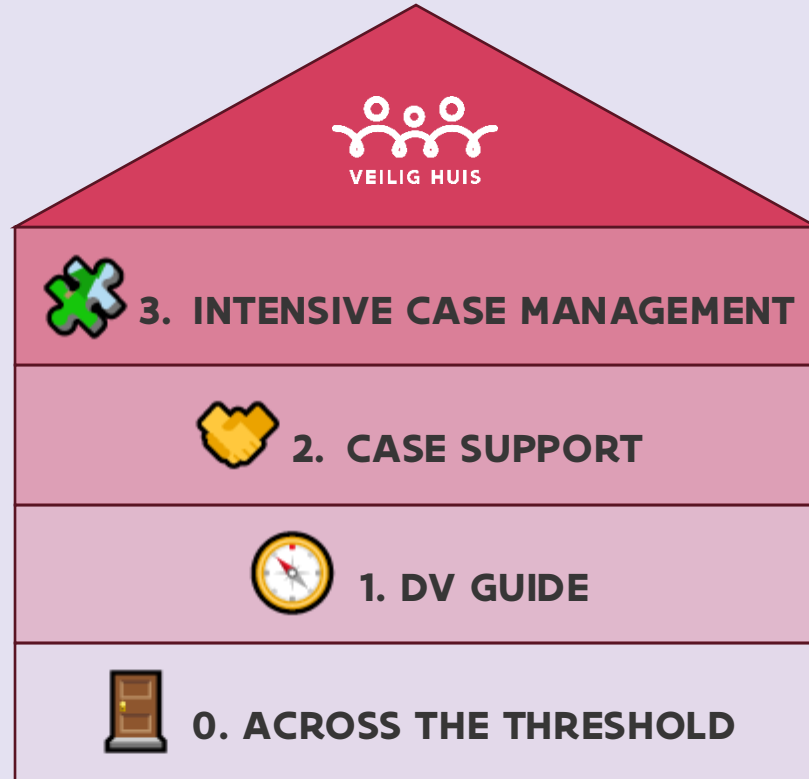 VEILIG HUIS
3. INTENSIVE CASE MANAGEMENT
2. CASE SUPPORT
1. DV GUIDE
0. ACROSS THE THRESHOLD